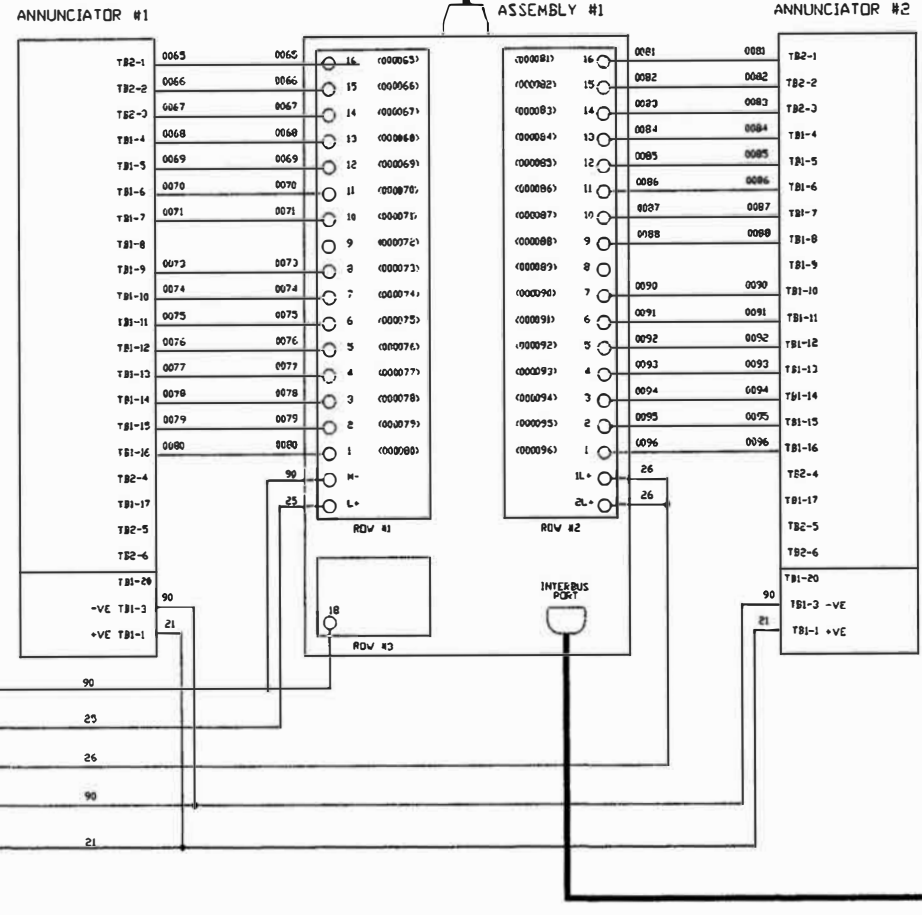 ANNUNCIATOR #1
ASSEMBLY #1
ANNUNCIATOR #2
TB2-1 0065 0065 16 (000065) (000081) 16 0081 0081 TB2-1
TB2-2 0066 0066 15 (000066) (000082) 15 0082 0082 TB2-2
TB2-3 0067 0067 14 (000067) (000083) 14 0083 0083 TB2-3
TB1-4 0068 0068 13 (000068) (000084) 13 0084 0084 TB1-4
TB1-5 0069 0069 12 (000069) (000085) 12 0085 0085 TB1-5
TB1-6 0070 0070 11 (000070) (000086) 11 0086 0086 TB1-6
TB1-7 0071 0071 10 (000071) (000087) 10 0087 0087 TB1-7
TB1-8 9 (000072) (000088) 9 0088 0088 TB1-8
TB1-9 0073 0073 8 (000073) (000089) 8 TB1-9
TB1-10 0074 0074 7 (000074) (000090) 7 0090 0090 TB1-10
TB1-11 0075 0075 6 (000075) (000091) 6 0091 0091 TB1-11
TB1-12 0076 0076 5 (000076) (000092) 5 0092 0092 TB1-12
TB1-13 0077 0077 4 (000077) (000093) 4 0093 0093 TB1-13
TB1-14 0078 0078 3 (000078) (000094) 3 0094 0094 TB1-14
TB1-15 0079 0079 2 (000079) (000095) 2 0095 0095 TB1-15
TB1-16 0080 0080 1 (000080) (000096) 1 0096 0096 TB1-16
TB2-4 90 M- 1L+ 26 TB2-4
TB1-17 25 L+ 2L+ 26 TB1-17
TB2-5 ROW #1 ROW #2 TB2-5
TB2-6 TB2-6
TB1-20 TB1-20
INTERBUS
PORT
-VE TB1-3 90 18 90 TB1-3 -VE
+VE TB1-1 21 21 TB1-1 +VE
ROW #3
90
25
26
90
21